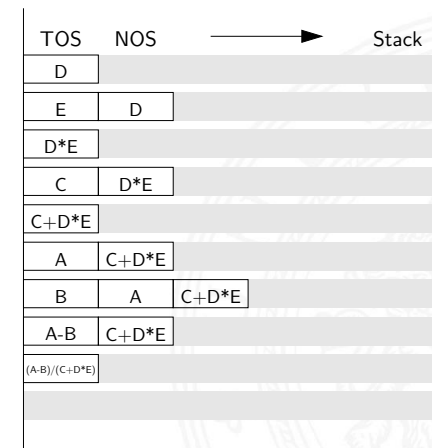 TOS NOS Stack
D
E D
D*E
C D*E
C+D*E
A C+D*E
B A C+D*E
A-B C+D*E
(A-B)/(C+D*E)